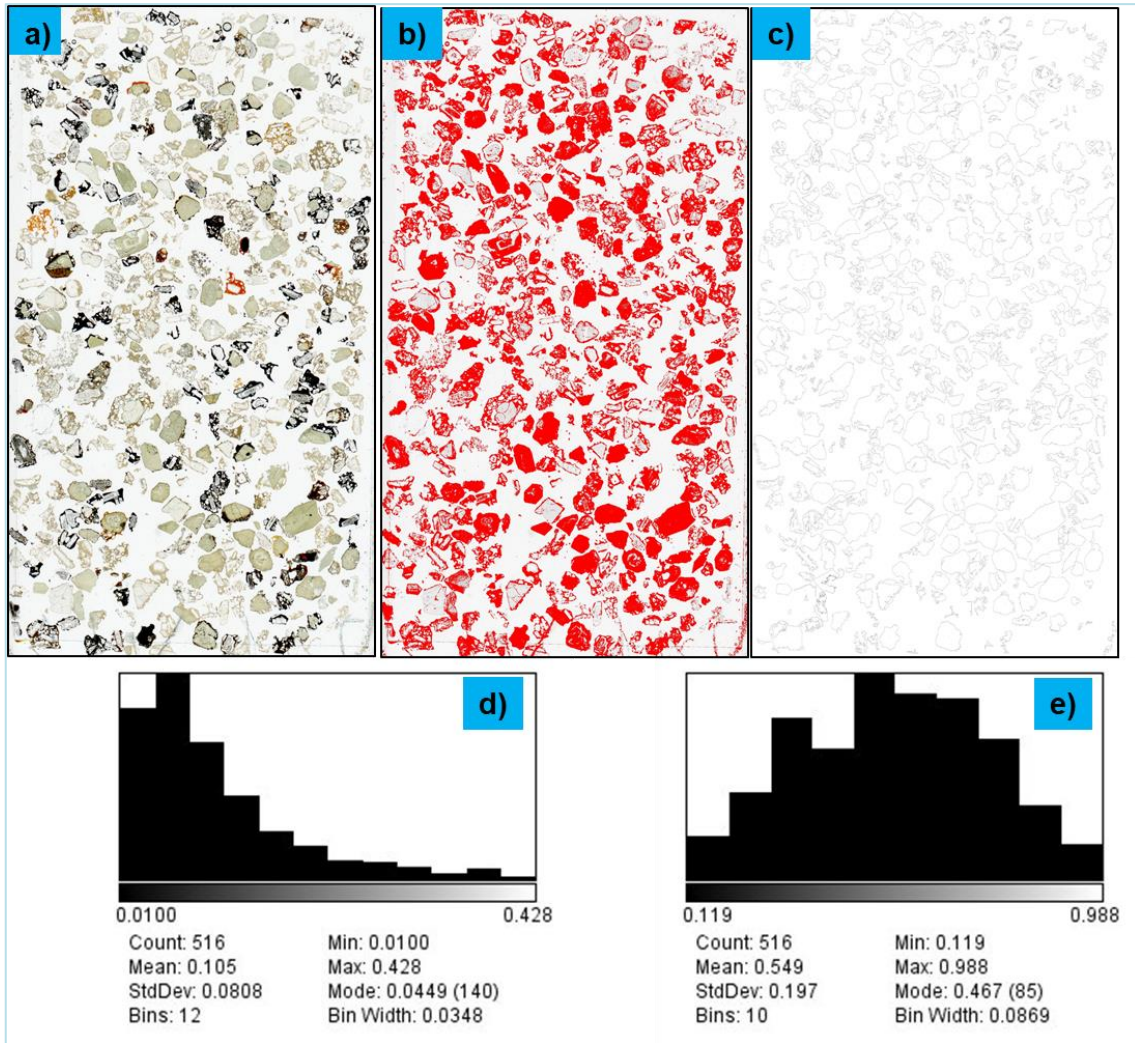 a)
b)
c)
d)
e)
0.0100 0.428
Count: 516 Min: 0.0100
Mean: 0.105 Max: 0.428
StdDev: 0.0808 Mode: 0.0449 (140)
Bins: 12 Bin Width: 0.0348
0.119 0.988
Count: 516 Min: 0.119
Mean: 0.549 Max: 0.988
StdDev: 0.197 Mode: 0.467 (85)
Bins: 10 Bin Width: 0.0869